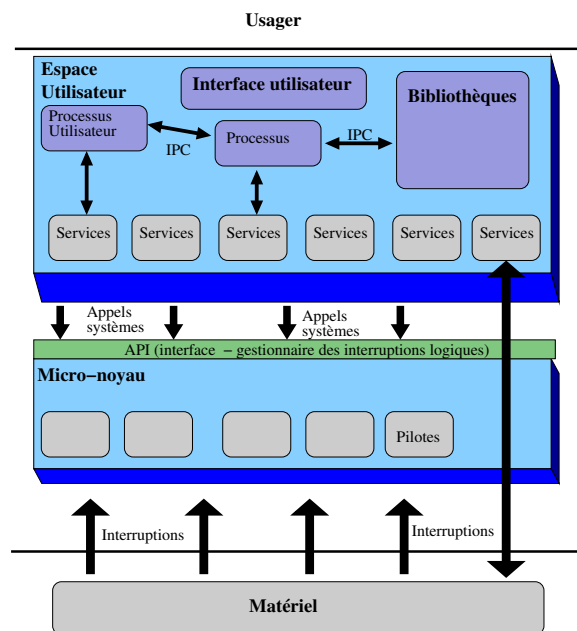 Usager
Espace
Utilisateur
Interface utilisateur
Bibliothèques
Processus
Utilisateur
IPC
Processus
IPC
Services
Services
Services
Services
Services
Services
Appels
systèmes
Appels
systèmes
API (interface – gestionnaire des interruptions logiques)
Micro–noyau
Pilotes
Interruptions
Interruptions
Matériel